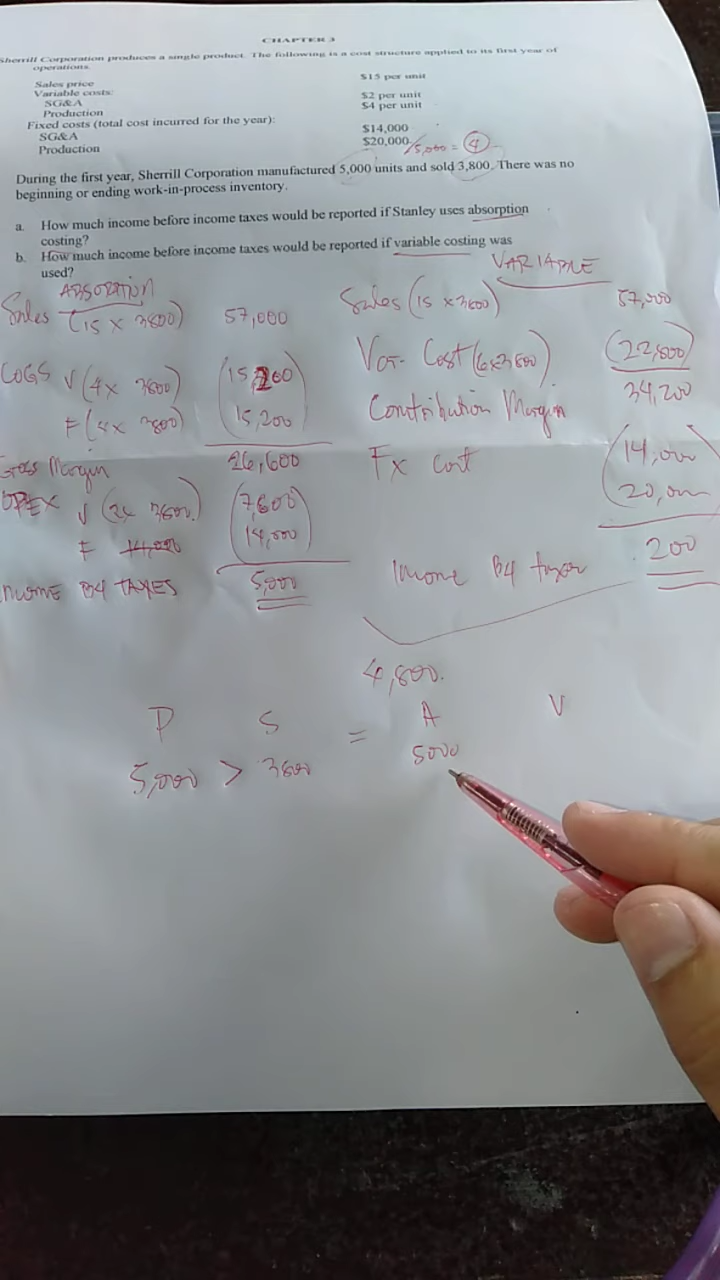 CHAPTER 3
Sherrill Corporation produces a single product. The following is a cost structure applied to its first year of
operations.
Sales price $15 per unit
Variable costs:
SG&A $2 per unit
Production $4 per unit
Fixed costs (total cost incurred for the year):
SG&A $14,000
Production $20,000 /5,000 = 4
During the first year, Sherrill Corporation manufactured 5,000 units and sold 3,800. There was no
beginning or ending work-in-process inventory.
a. How much income before income taxes would be reported if Stanley uses absorption
costing?
b. How much income before income taxes would be reported if variable costing was
used?
ABSORPTION
Sales (15 x 3800) 57,000
COGS V (4x 3800) (15,200
F (4x 3800) 15,200)
Gross Margin 26,600
OPEX V (2x 3800) (7,600
F 14,000 14,000)
INCOME B4 TAXES 5,000
VARIABLE
Sales (15 x 3800) 57,000
Var. Cost (6x3800) (22,800)
Contribution Margin 34,200
Fx Cost (14,000
20,000)
Income B4 taxes 200
4,800.
P S = A V
5,000 > 3800 5000